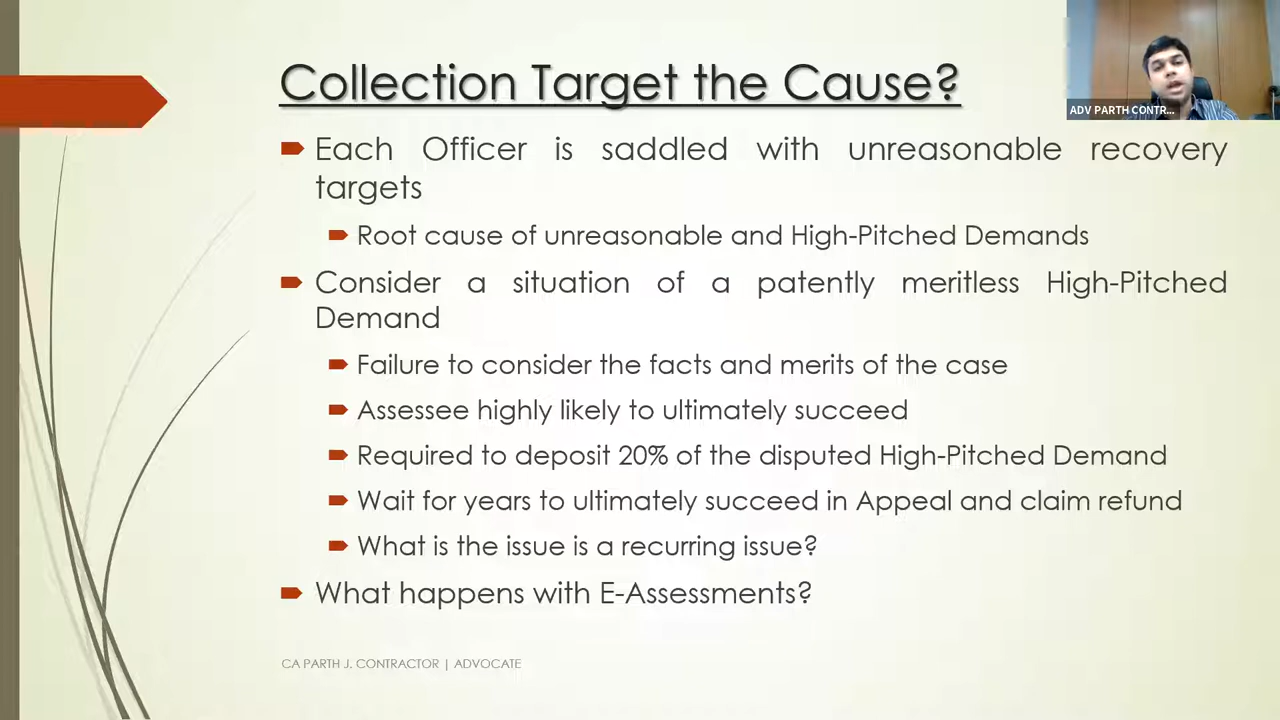 Collection Target the Cause?
ADV PARTH CONTR...
Each Officer is saddled with unreasonable recovery
targets
Root cause of unreasonable and High-Pitched Demands
Consider a situation of a patently meritless High-Pitched
Demand
Failure to consider the facts and merits of the case
Assessee highly likely to ultimately succeed
Required to deposit 20% of the disputed High-Pitched Demand
Wait for years to ultimately succeed in Appeal and claim refund
What is the issue is a recurring issue?
What happens with E-Assessments?
CA PARTH J. CONTRACTOR | ADVOCATE